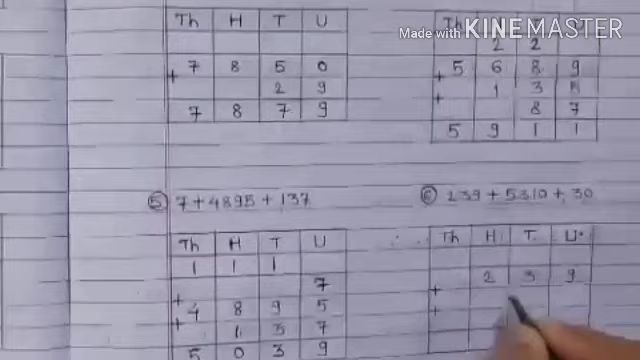 Made with KINEMASTER
Th H T U
7 8 5 0
+ 2 9
7 8 7 9
Th T
2 2
5 6 8 9
+ 1 3 5
+ 8 7
5 9 1 1
5 7+4895+137
6 239+5310+30
Th H T U
1 1 1
7
+ 4 8 9 5
+ 1 3 7
5 0 3 9
Th H T U
2 3 9
+
+